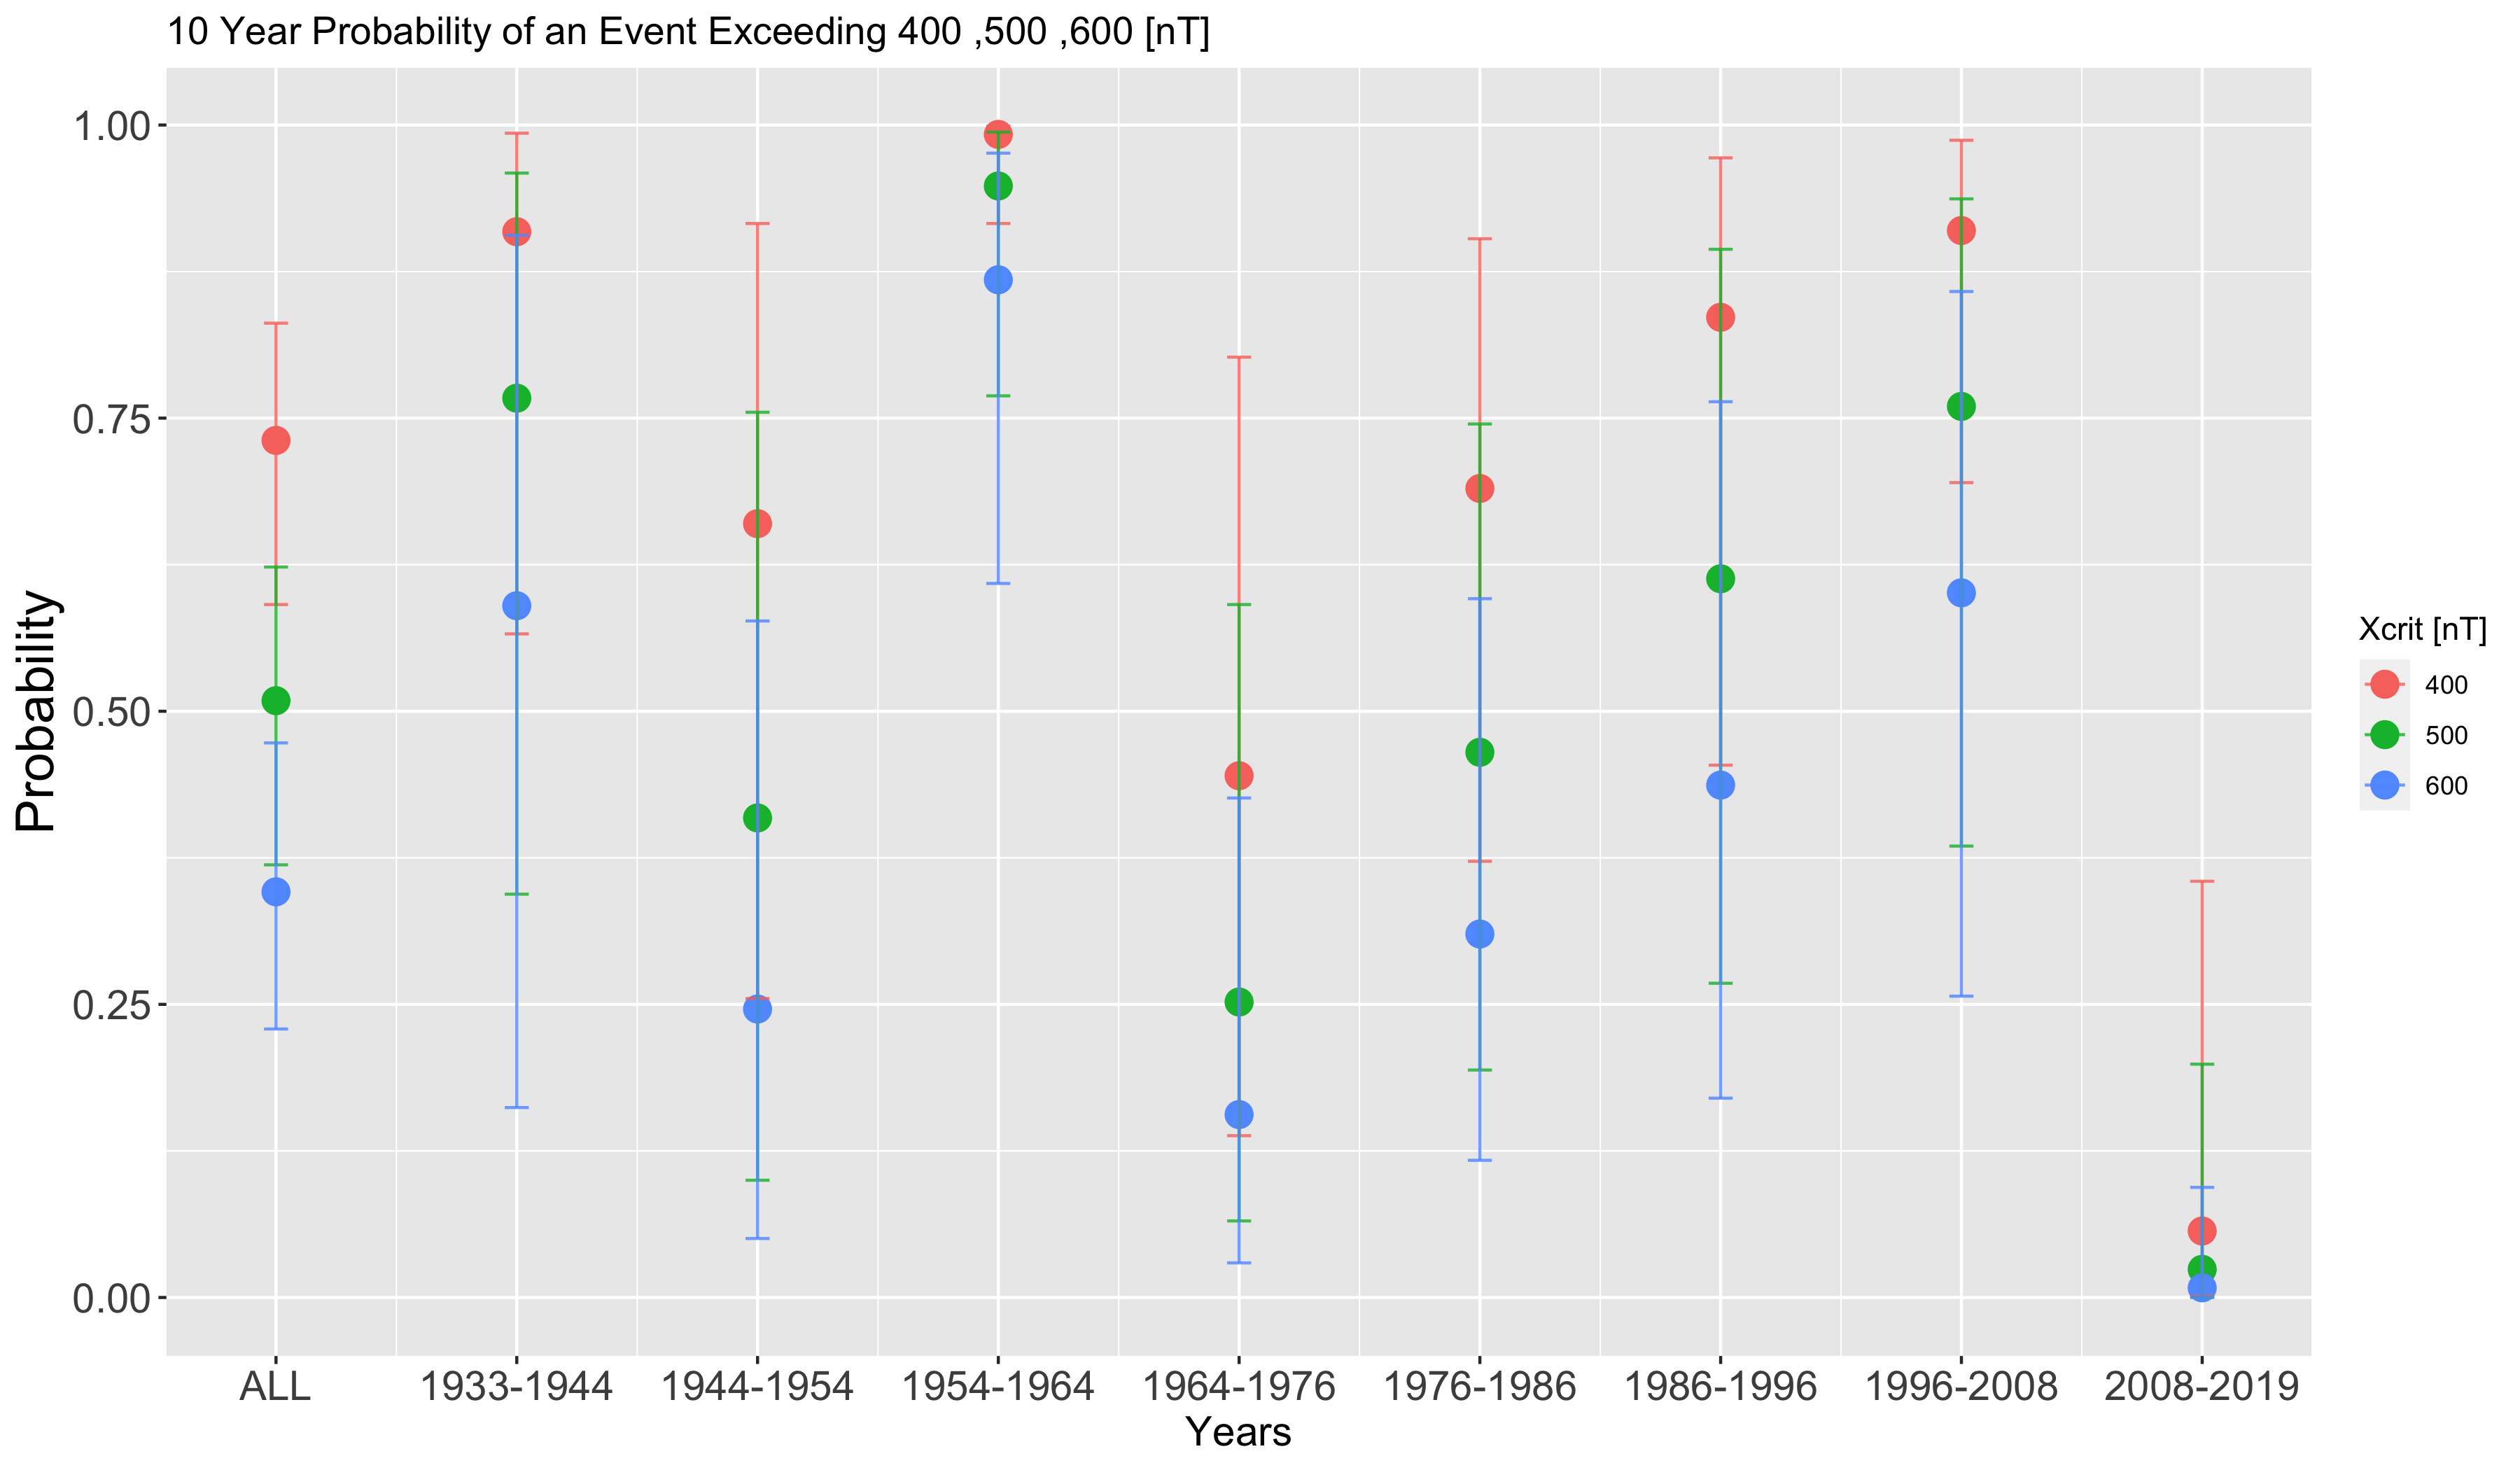 10 Year Probability of an Event Exceeding 400 ,500 ,600 [nT]
Probability
1.00
0.75
0.50
0.25
0.00
ALL 1933-1944 1944-1954 1954-1964 1964-1976 1976-1986 1986-1996 1996-2008 2008-2019
Years
Xcrit [nT]
400
500
600